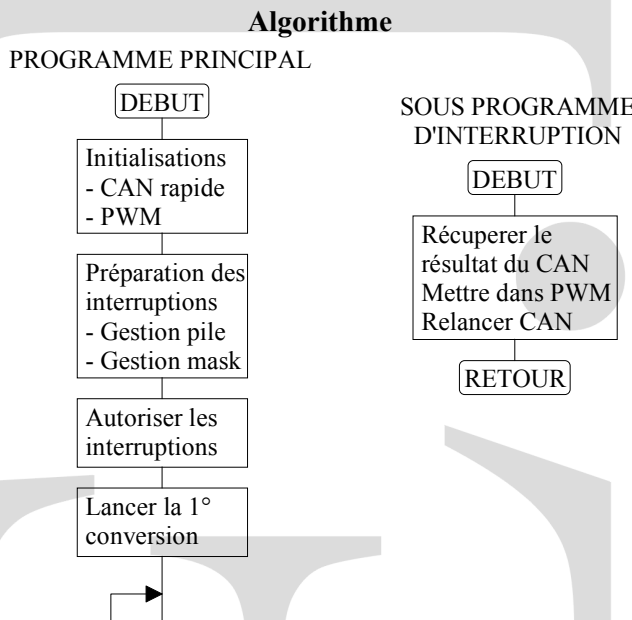 Algorithme
PROGRAMME PRINCIPAL
DEBUT
Initialisations
- CAN rapide
- PWM
Préparation des
interruptions
- Gestion pile
- Gestion mask
Autoriser les
interruptions
Lancer la 1°
conversion
SOUS PROGRAMME
D'INTERRUPTION
DEBUT
Récuperer le
résultat du CAN
Mettre dans PWM
Relancer CAN
RETOUR